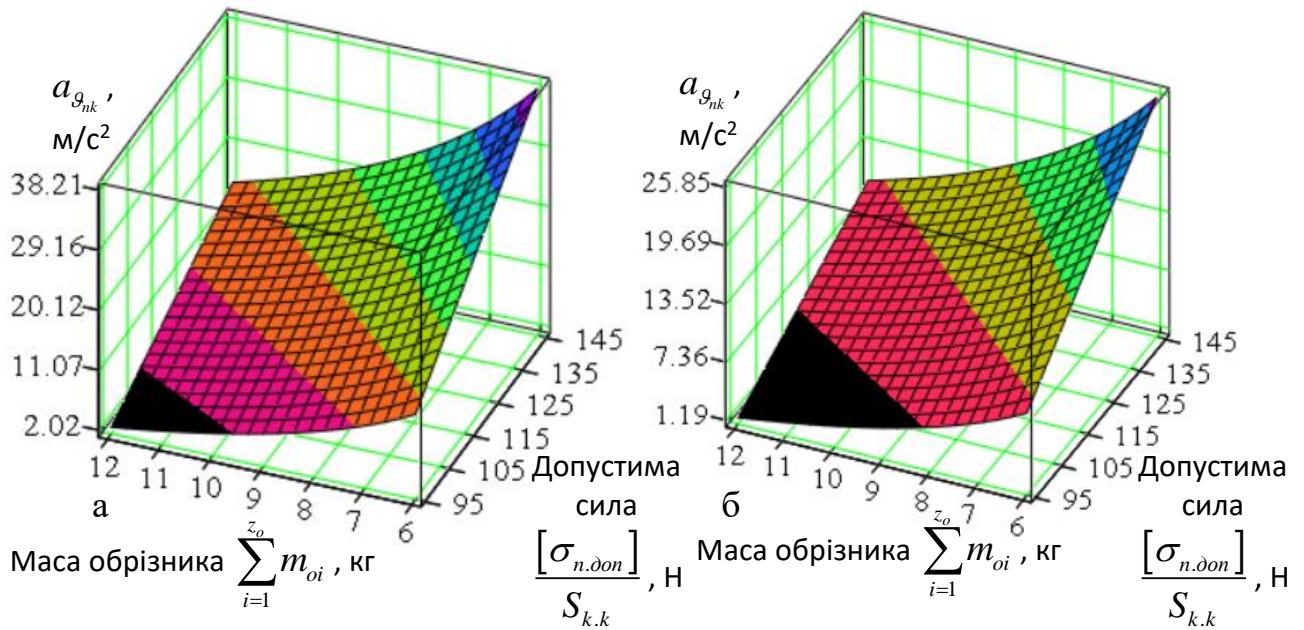 a_{ϑ_{nk}} ,
м/с²
38.21
29.16
20.12
11.07
2.02
12
11
10
9
8
7
6
95
105
115
125
135
145
а
Маса обрізника \sum_{i=1}^{z_o} m_{oi} , кг
Допустима
сила
\frac{[σ_{п.доп}]}{S_{k.k}} , Н
a_{ϑ_{nk}} ,
м/с²
25.85
19.69
13.52
7.36
1.19
12
11
10
9
8
7
6
95
105
115
125
135
145
б
Маса обрізника \sum_{i=1}^{z_o} m_{oi} , кг
Допустима
сила
\frac{[σ_{п.доп}]}{S_{k.k}} , Н